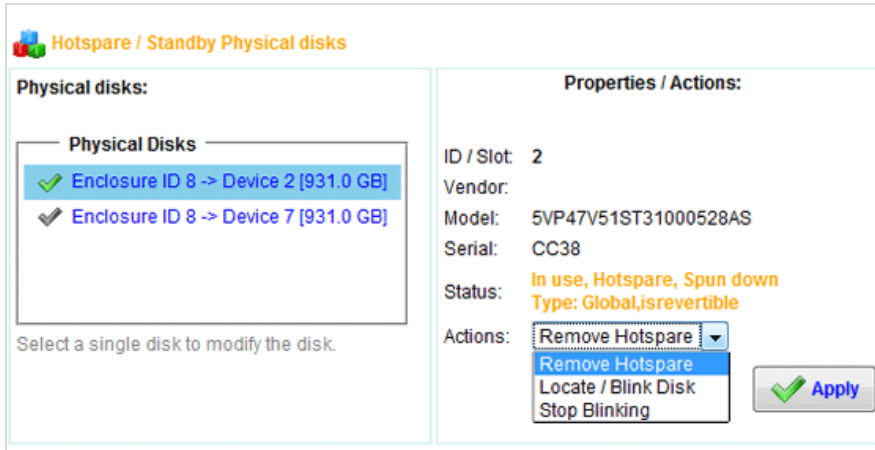 Hotspare / Standby Physical disks
Physical disks:
Physical Disks
Enclosure ID 8 -> Device 2 [931.0 GB]
Enclosure ID 8 -> Device 7 [931.0 GB]
Select a single disk to modify the disk.
Properties / Actions:
ID / Slot: 2
Vendor:
Model: 5VP47V51ST31000528AS
Serial: CC38
Status: In use, Hotspare, Spun down
Type: Global,isrevertible
Actions: Remove Hotspare
Remove Hotspare
Locate / Blink Disk
Stop Blinking
Apply